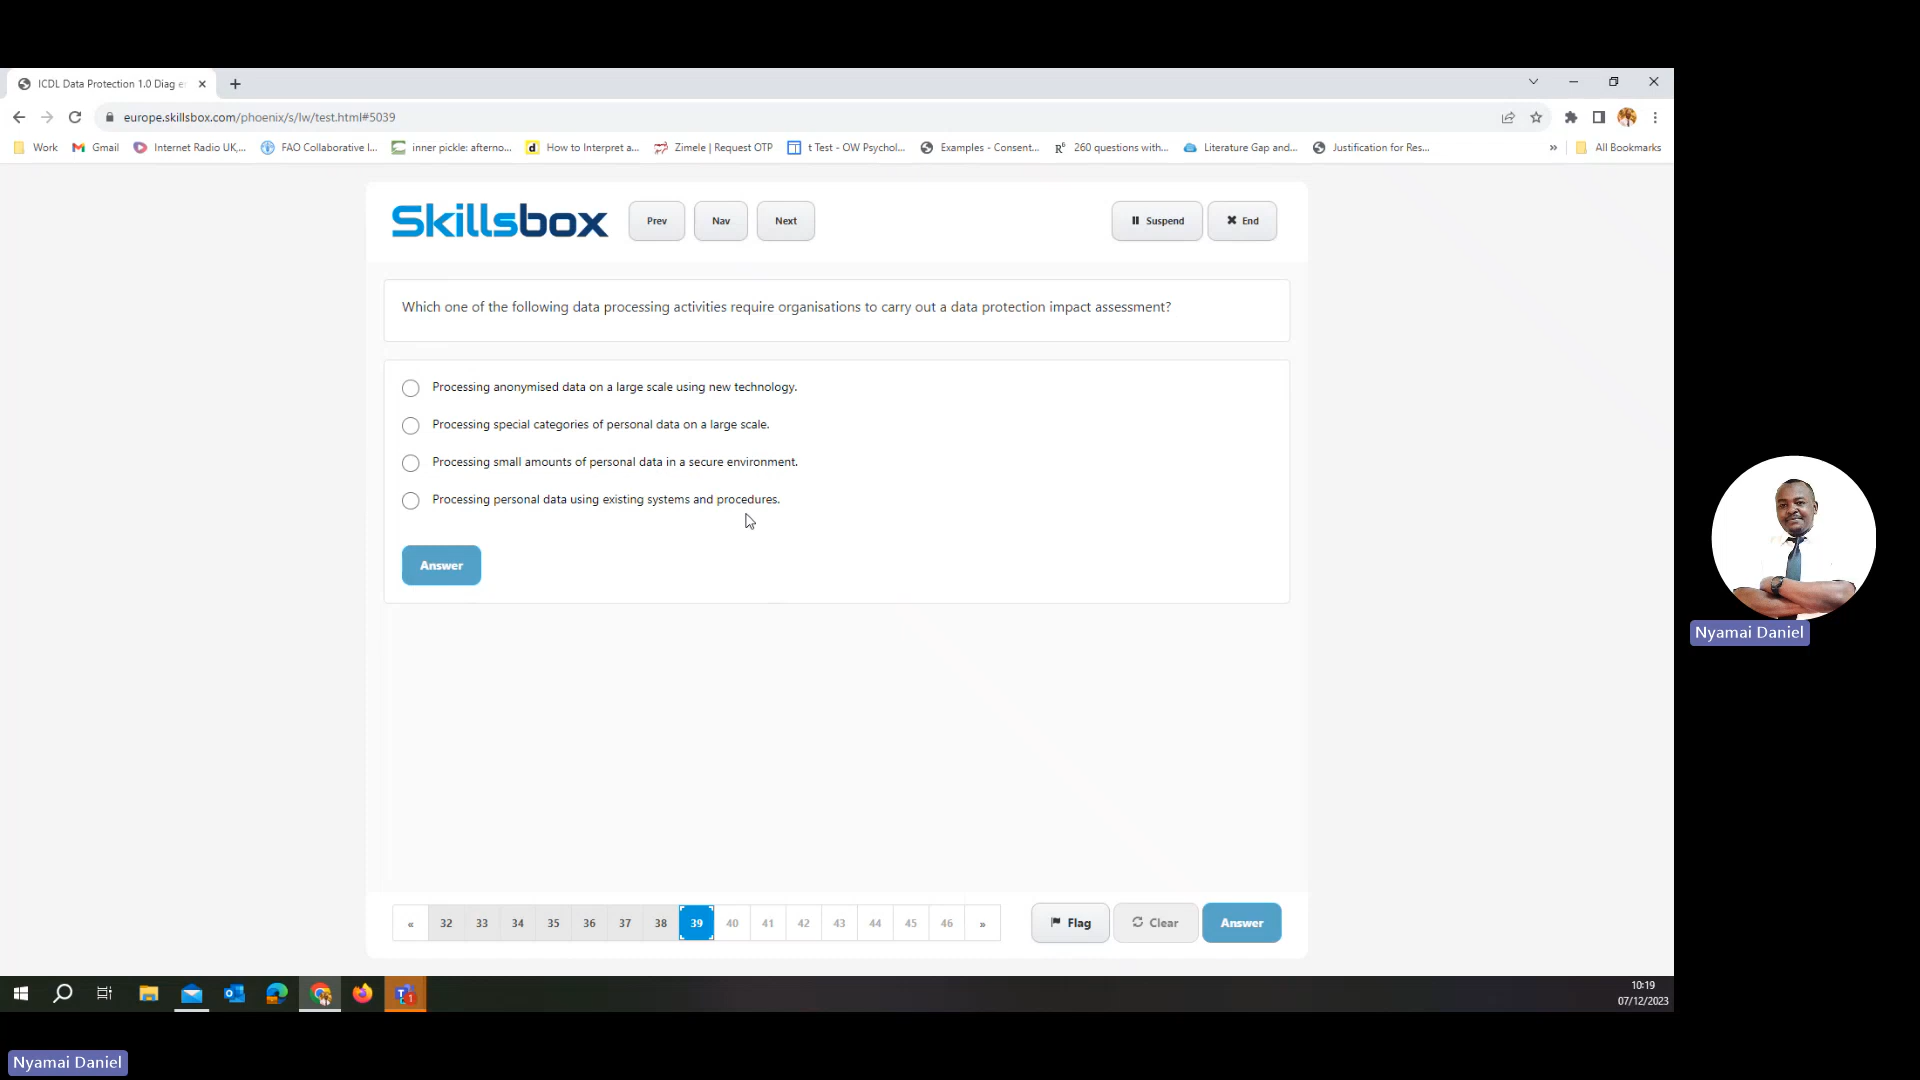 ICDL Data Protection 1.0 Diag e
europe.skillsbox.com/phoenix/s/lw/test.html#5039
Work
Gmail
Internet Radio UK,...
FAO Collaborative I...
inner pickle: afterno...
How to Interpret a...
Zimele | Request OTP
t Test - OW Psychol...
Examples - Consent...
260 questions with...
Literature Gap and...
Justification for Res...
»
All Bookmarks
Skillsbox
Prev
Nav
Next
Suspend
End
Which one of the following data processing activities require organisations to carry out a data protection impact assessment?
Processing anonymised data on a large scale using new technology.
Processing special categories of personal data on a large scale.
Processing small amounts of personal data in a secure environment.
Processing personal data using existing systems and procedures.
Answer
« 32 33 34 35 36 37 38 39 40 41 42 43 44 45 46 »
Flag
Clear
Answer
10:19
07/12/2023
Nyamai Daniel
Nyamai Daniel